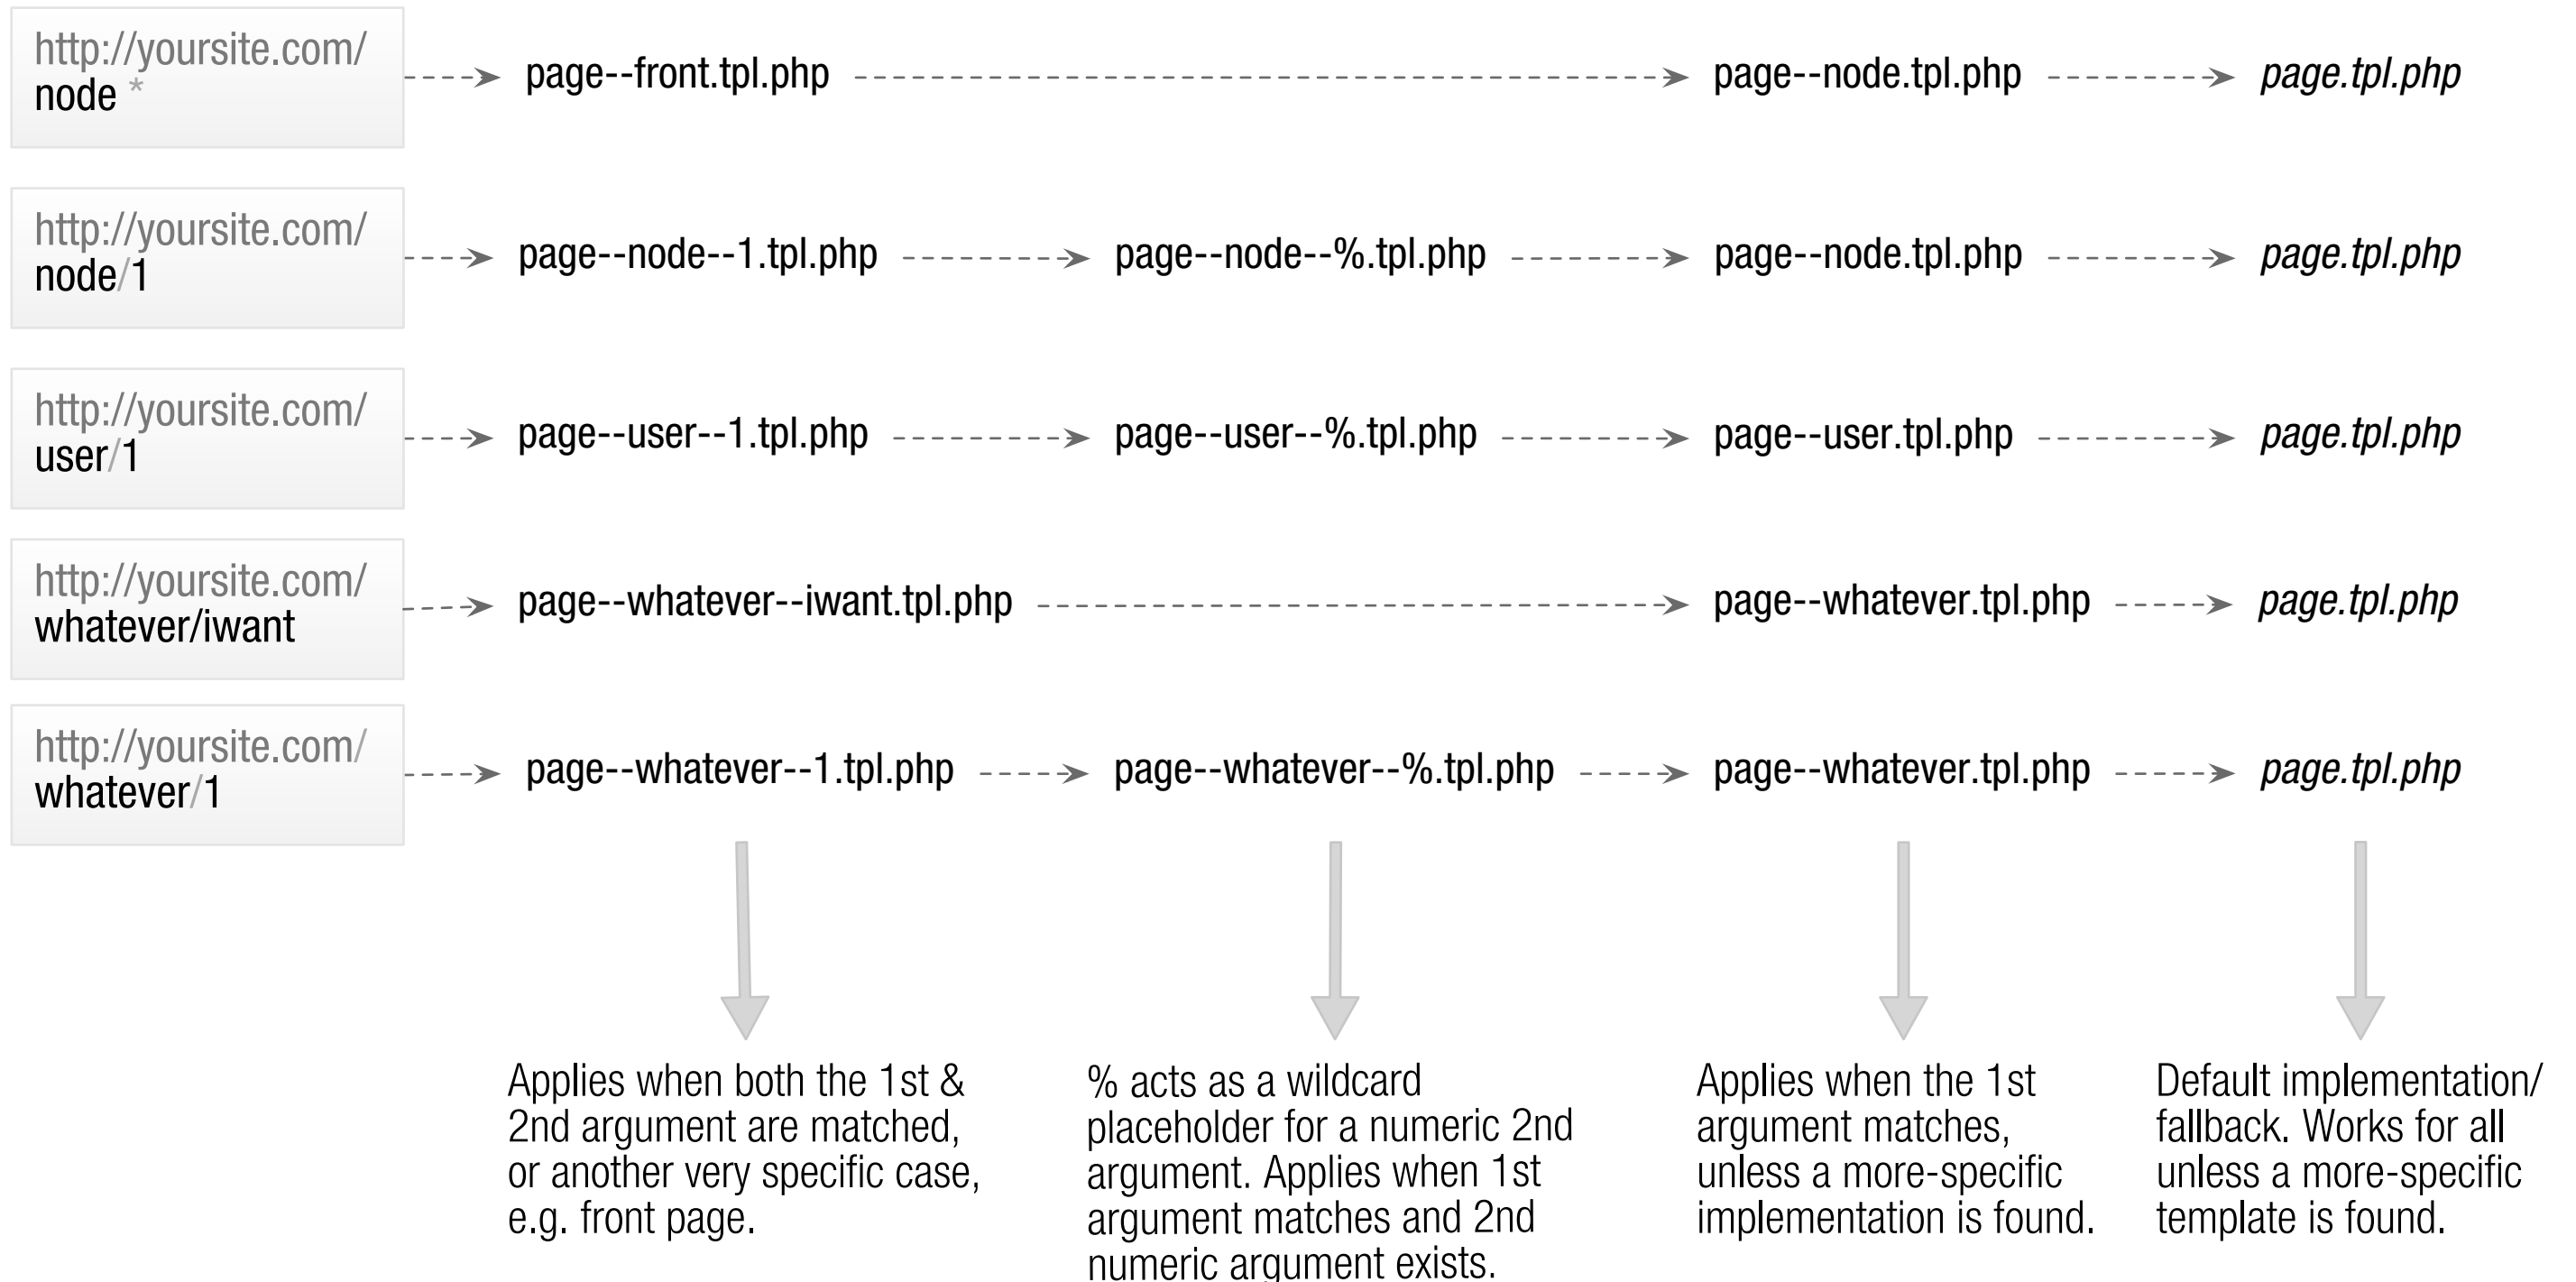 http://yoursite.com/
node *
page--front.tpl.php
page--node.tpl.php
page.tpl.php
http://yoursite.com/
node/1
page--node--1.tpl.php
page--node--%.tpl.php
page--node.tpl.php
page.tpl.php
http://yoursite.com/
user/1
page--user--1.tpl.php
page--user--%.tpl.php
page--user.tpl.php
page.tpl.php
http://yoursite.com/
whatever/iwant
page--whatever--iwant.tpl.php
page--whatever.tpl.php
page.tpl.php
http://yoursite.com/
whatever/1
page--whatever--1.tpl.php
page--whatever--%.tpl.php
page--whatever.tpl.php
page.tpl.php
Applies when both the 1st &
2nd argument are matched,
or another very specific case,
e.g. front page.
% acts as a wildcard
placeholder for a numeric 2nd
argument. Applies when 1st
argument matches and 2nd
numeric argument exists.
Applies when the 1st
argument matches,
unless a more-specific
implementation is found.
Default implementation/
fallback. Works for all
unless a more-specific
template is found.